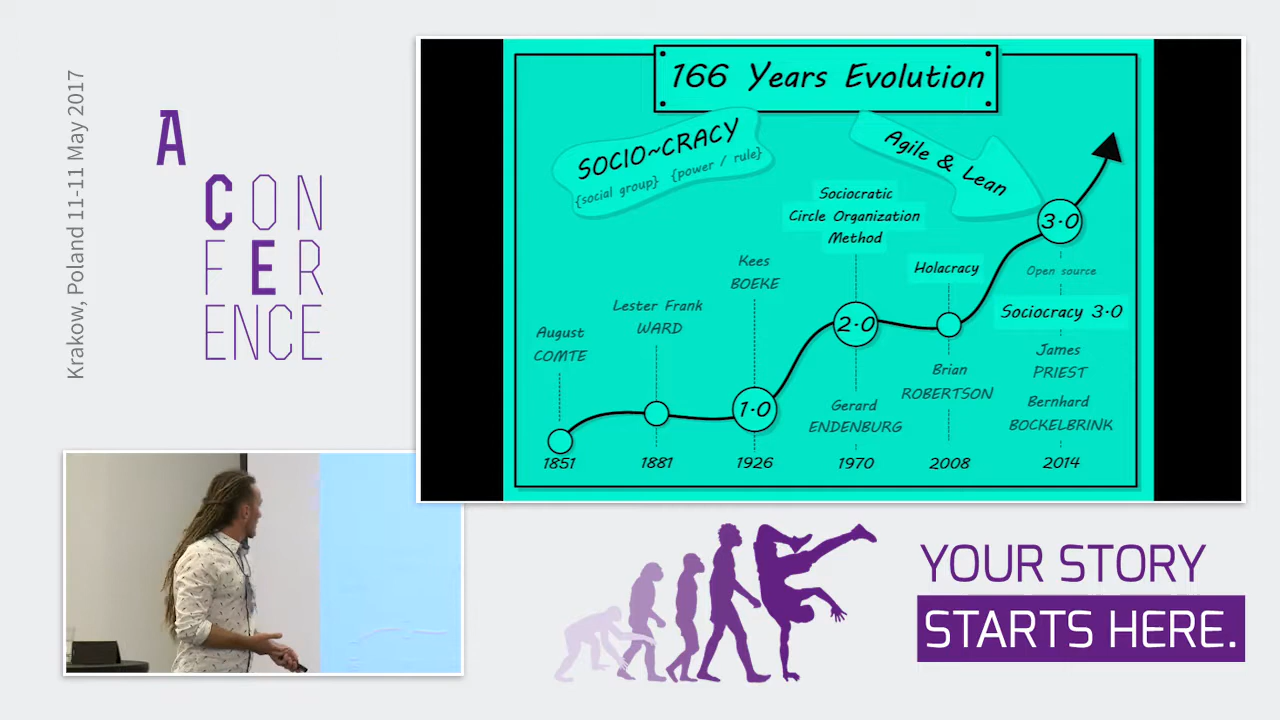 Krakow, Poland 11-11 May 2017
A
CON
FER
ENCE
166 Years Evolution
SOCIO~CRACY
{social group} {power / rule}
Agile & Lean
August
COMTE
1851
Lester Frank
WARD
1881
Kees
BOEKE
1·0
1926
Sociocratic
Circle Organization
Method
2·0
Gerard
ENDENBURG
1970
Holacracy
Brian
ROBERTSON
2008
3·0
Open source
Sociocracy 3·0
James
PRIEST
Bernhard
BOCKELBRINK
2014
YOUR STORY
STARTS HERE.